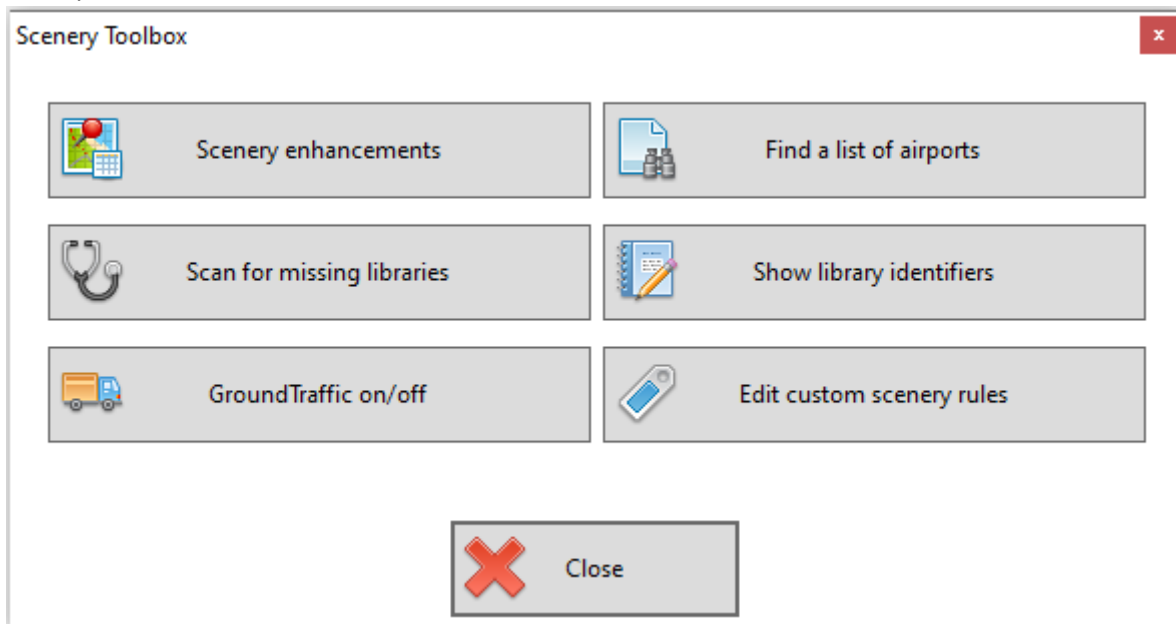 Scenery Toolbox
x
Scenery enhancements
Find a list of airports
Scan for missing libraries
Show library identifiers
GroundTraffic on/off
Edit custom scenery rules
Close